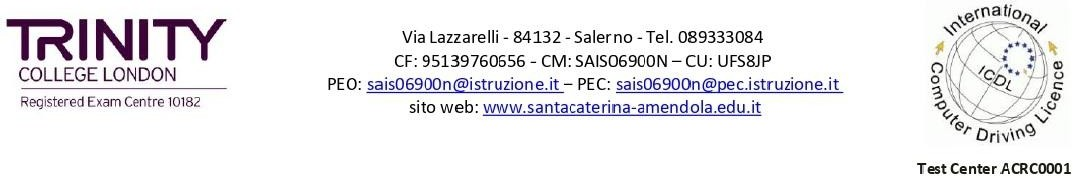 TRINITY
COLLEGE LONDON
Registered Exam Centre 10182
Via Lazzarelli - 84132 - Salerno - Tel. 089333084
CF: 95139760656 - CM: SAIS06900N – CU: UFS8JP
PEO: sais06900n@istruzione.it – PEC: sais06900n@pec.istruzione.it
sito web: www.santacaterina-amendola.edu.it
International
Computer Driving Licence
ICDL
Test Center ACRC0001